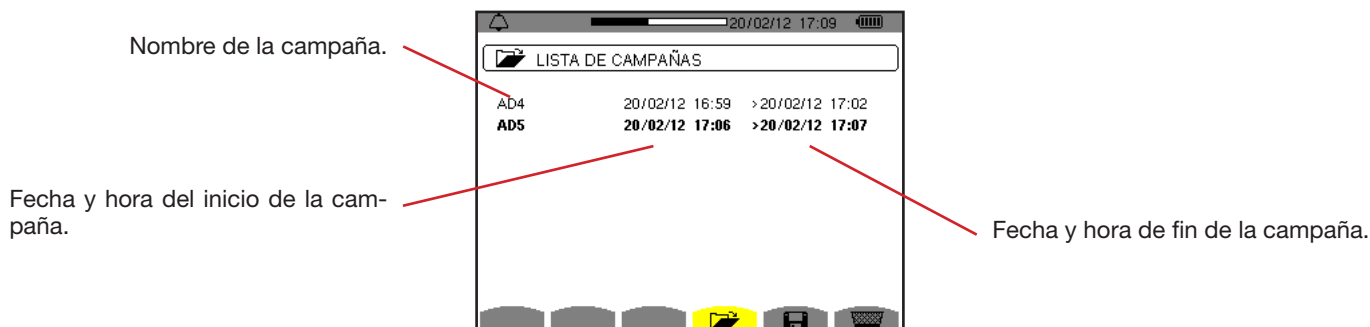 20/02/12 17:09
Nombre de la campaña.
LISTA DE CAMPAÑAS
AD4 20/02/12 16:59 >20/02/12 17:02
AD5 20/02/12 17:06 >20/02/12 17:07
Fecha y hora del inicio de la cam-
paña.
Fecha y hora de fin de la campaña.